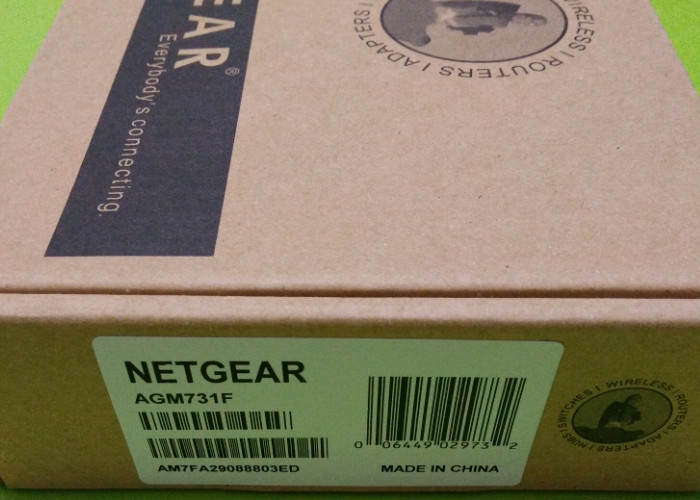 EAR®
Everybody's connecting.
WIRELESS | ROUTERS | ADAPTERS |
NETGEAR
AGM731F
AM7FA29088803ED
0 06449 02973 2
MADE IN CHINA
SWITCHES | WIRELESS | ROUTERS | ADAPTERS | HUBS |